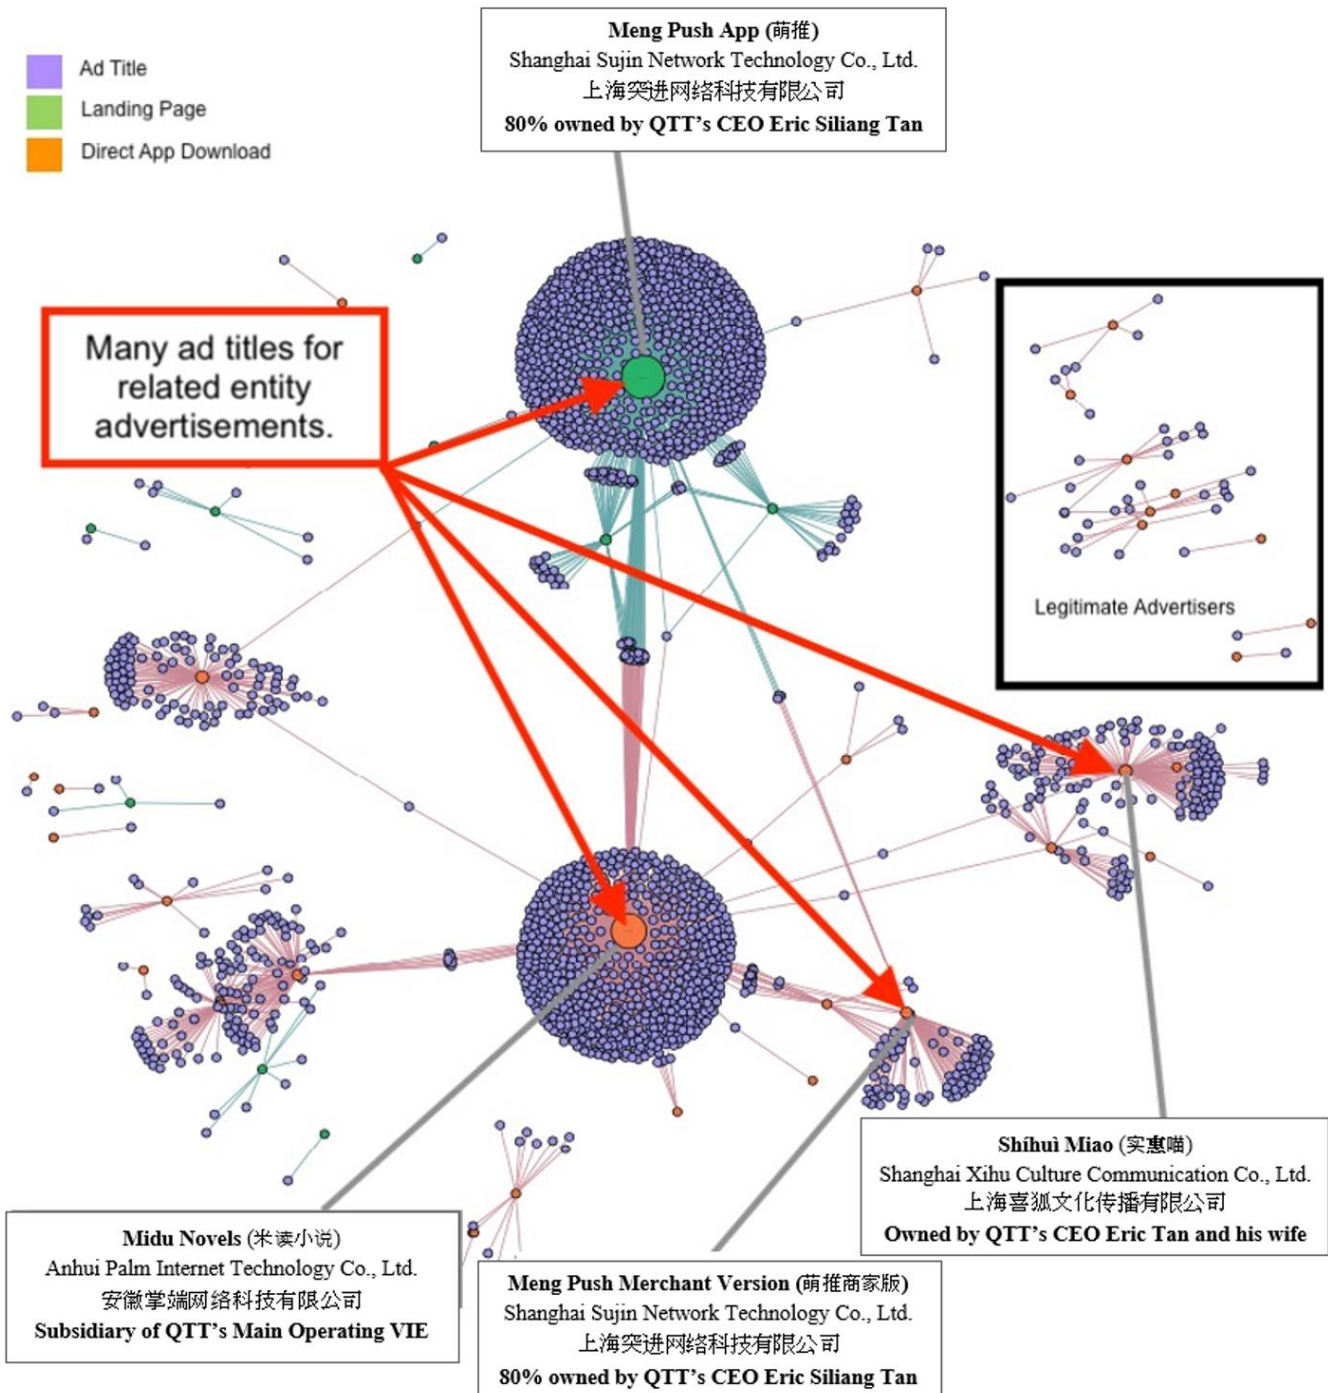 Meng Push App (萌推)
Shanghai Sujin Network Technology Co., Ltd.
上海突进网络科技有限公司
80% owned by QTT's CEO Eric Siliang Tan
Ad Title
Landing Page
Direct App Download
Many ad titles for
related entity
advertisements.
Legitimate Advertisers
Shíhuì Miao (实惠喵)
Shanghai Xihu Culture Communication Co., Ltd.
上海喜狐文化传播有限公司
Owned by QTT's CEO Eric Tan and his wife
Midu Novels (米读小说)
Anhui Palm Internet Technology Co., Ltd.
安徽掌端网络科技有限公司
Subsidiary of QTT's Main Operating VIE
Meng Push Merchant Version (萌推商家版)
Shanghai Sujin Network Technology Co., Ltd.
上海突进网络科技有限公司
80% owned by QTT's CEO Eric Siliang Tan